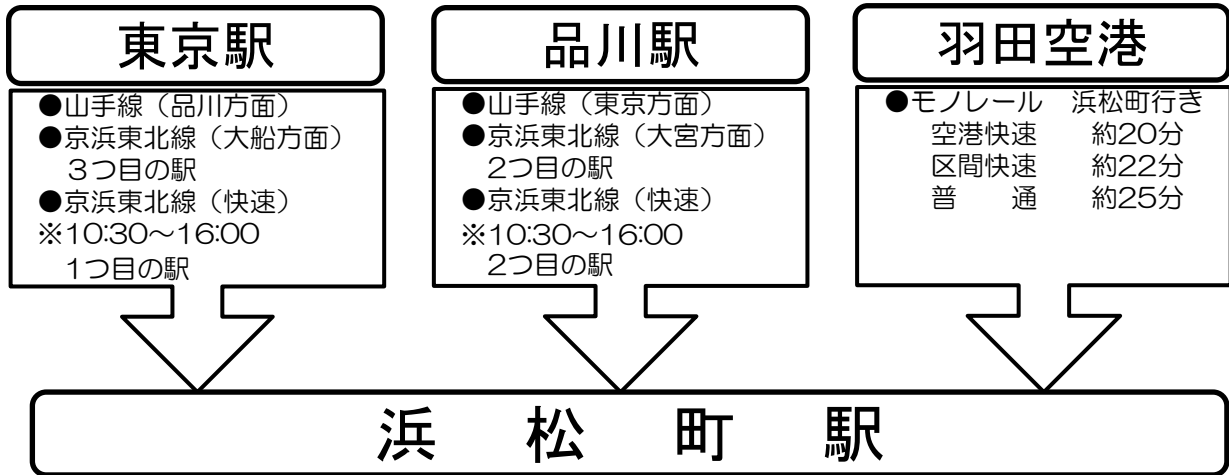 東京駅
●山手線（品川方面）
●京浜東北線（大船方面）
３つ目の駅
●京浜東北線（快速）
※10:30～16:00
1つ目の駅
品川駅
●山手線（東京方面）
●京浜東北線（大宮方面）
2つ目の駅
●京浜東北線（快速）
※10:30～16:00
2つ目の駅
羽田空港
●モノレール　浜松町行き
空港快速　約20分
区間快速　約22分
普　通　約25分
浜　松　町　駅